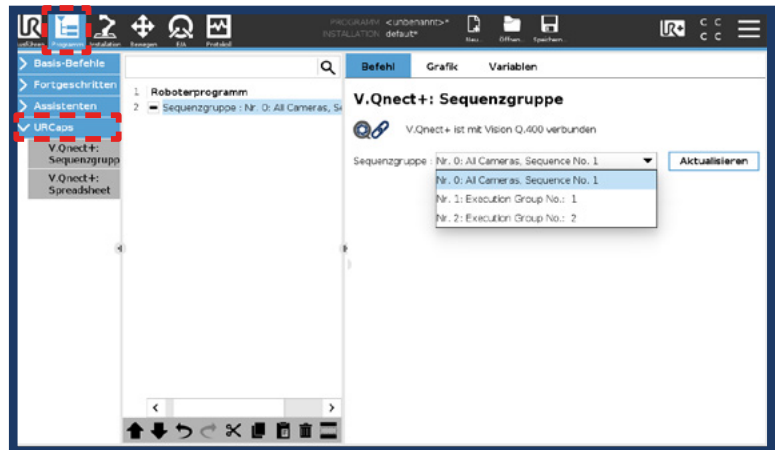 PROGRAMM <unbenannt>*
INSTALLATION default*
Programm Installation Bewegen E/A Protokoll
Neu... Öffnen... Speichern...
UR+
C C
C C
Basis-Befehle
Fortgeschritten
Assistenten
URCaps
V.Qnect+:
Sequenzgrupp
V.Qnect+:
Spreadsheet
1 Roboterprogramm
2 Sequenzgruppe : Nr. 0: All Cameras, S
Befehl Grafik Variablen
V.Qnect+: Sequenzgruppe
V.Qnect+ ist mit Vision Q.400 verbunden
Sequenzgruppe : Nr. 0: All Cameras, Sequence No. 1 Aktualisieren
Nr. 0: All Cameras, Sequence No. 1
Nr. 1: Execution Group No.: 1
Nr. 2: Execution Group No.: 2